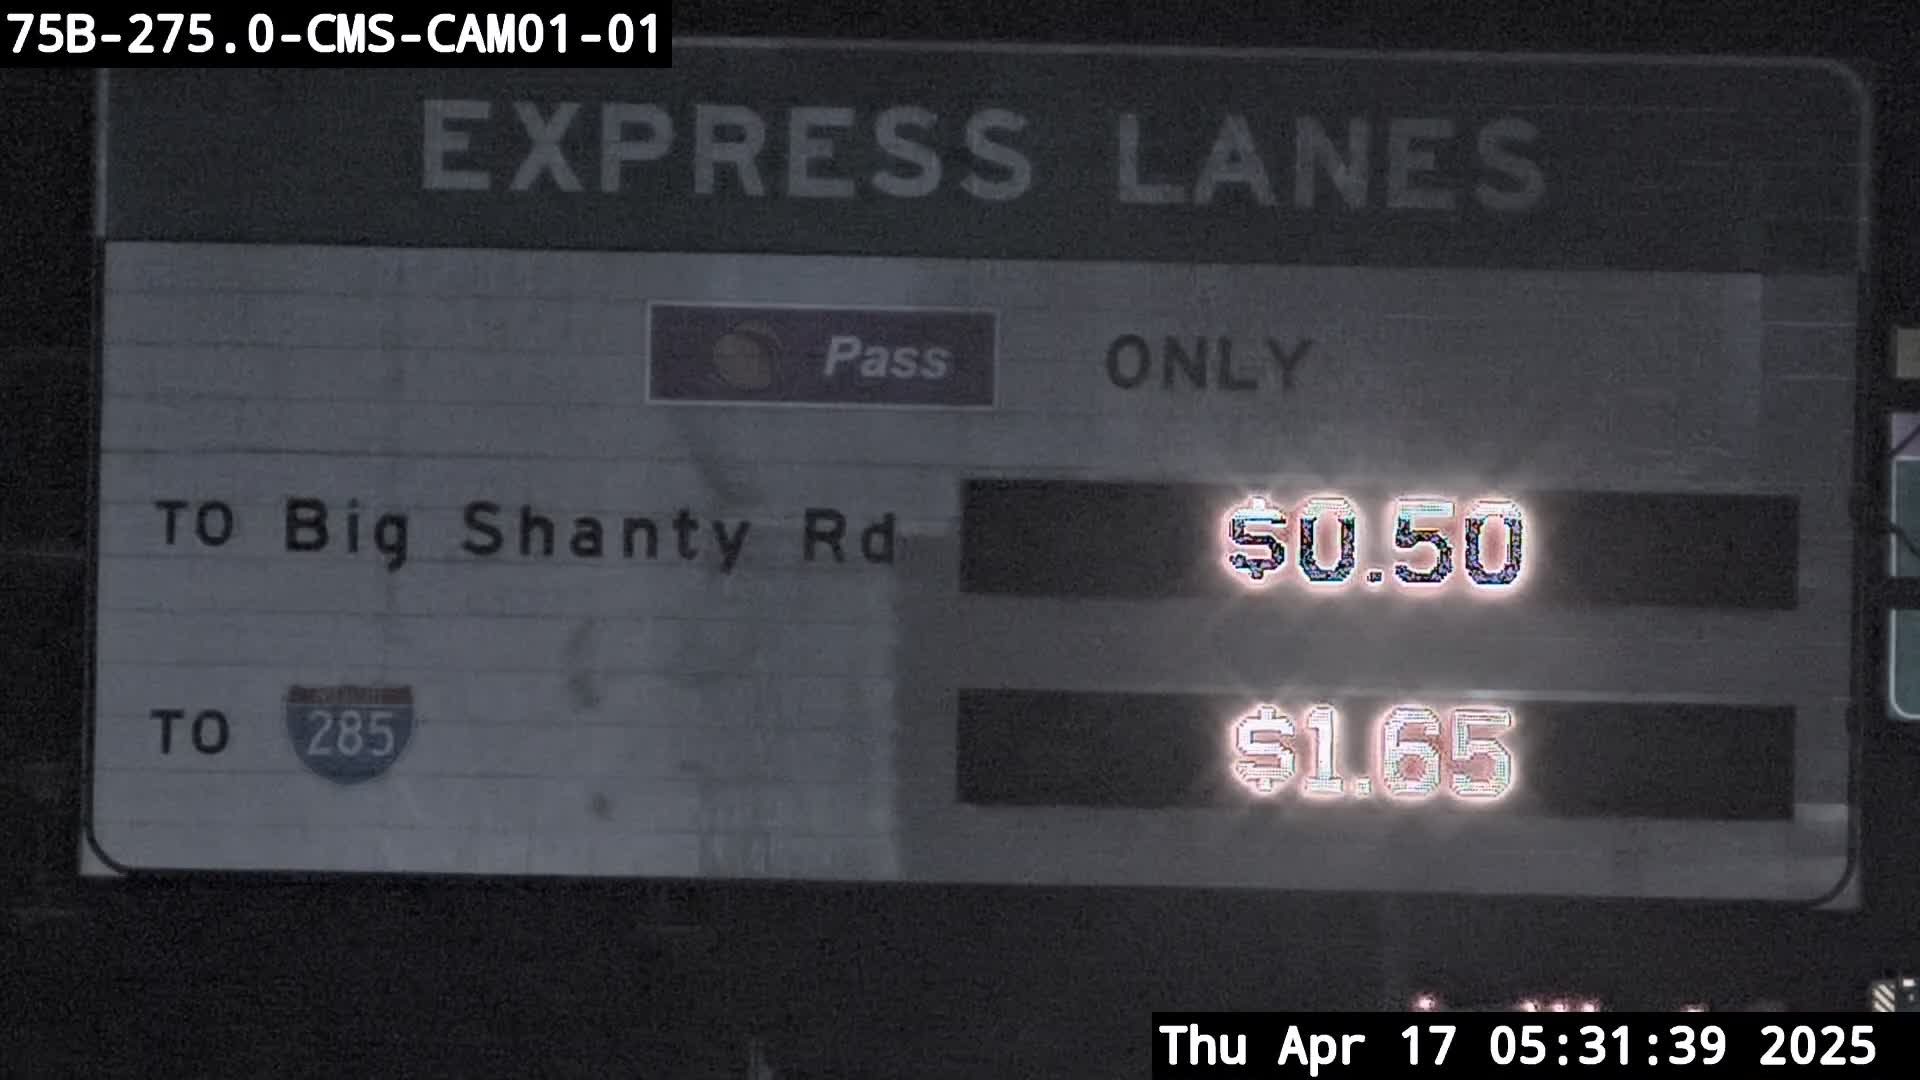 75B-275.0-CMS-CAM01-01
EXPRESS LANES
Pass ONLY
TO Big Shanty Rd $0.50
TO 285 $1.65
Thu Apr 17 05:31:39 2025